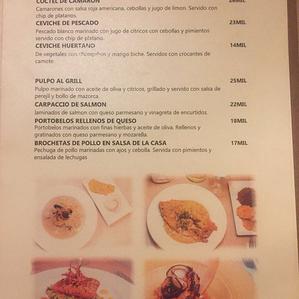 COCTEL DE CAMARON
Camarones con salsa roja americana, cebollas y jugo de limon. Servido con
chip de platanos.
CEVICHE DE PESCADO 23MIL
Pescado blanco marinado con jugo de citricos, cebollas y pimientos
servido con chip de platano.
CEVICHE HUERTANO 14MIL
De vegetales con champiñon y mango biche. Servidos con crocantes de
camote
PULPO AL GRILL 25MIL
Pulpo marinado con aceite de oliva y citricos, grillado y servido con salsa de
perejil y bollo de mazorca.
CARPACCIO DE SALMON 22MIL
laminados de salmon con queso parmesano y vinagreta de encurtidos.
PORTOBELOS RELLENOS DE QUESO 18MIL
Portobelos marinados con finas hierbas y aceite de oliva. Rellenos y
gratinados con queso parmesano y mozarella.
BROCHETAS DE POLLO EN SALSA DE LA CASA 17MIL
Pechuga de pollo marinadas con ajos y cebolla. Servida con pimientos y
ensalada de lechugas